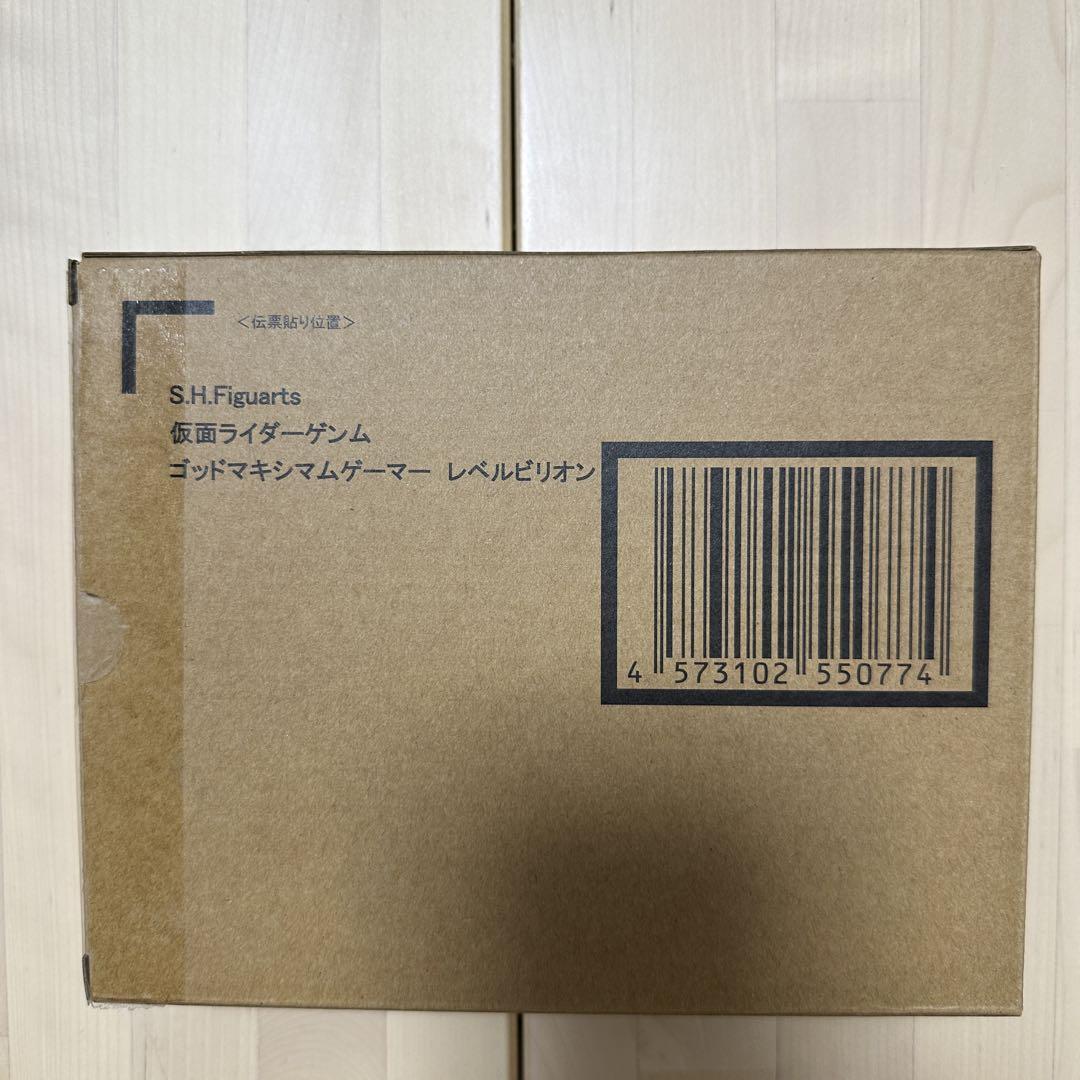 ＜伝票貼り位置＞
S.H.Figuarts
仮面ライダーゲンム
ゴッドマキシマムゲーマー　レベルビリオン
4 573102 550774